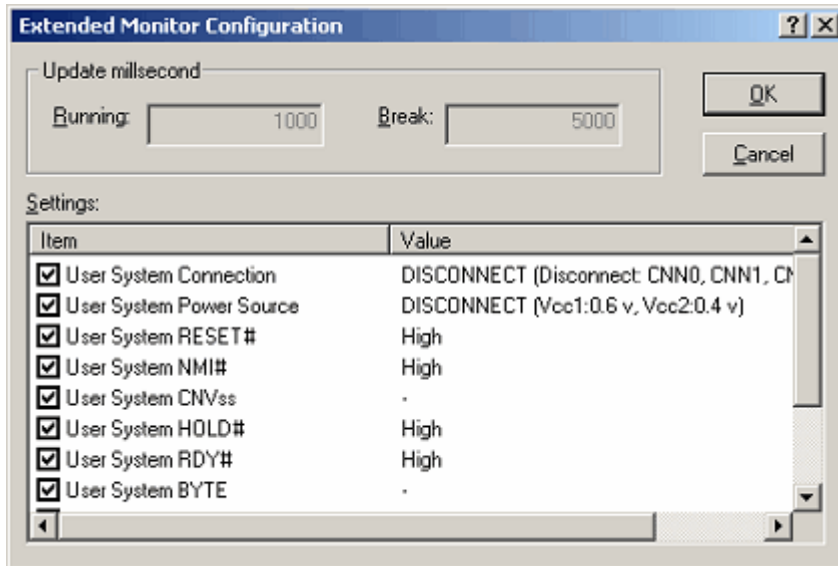 Extended Monitor Configuration
Update millsecond
Running: 1000 Break: 5000
OK
Cancel
Settings:
Item Value
User System Connection DISCONNECT (Disconnect: CNN0, CNN1, CN
User System Power Source DISCONNECT (Vcc1:0.6 v, Vcc2:0.4 v)
User System RESET# High
User System NMI# High
User System CNVss -
User System HOLD# High
User System RDY# High
User System BYTE -